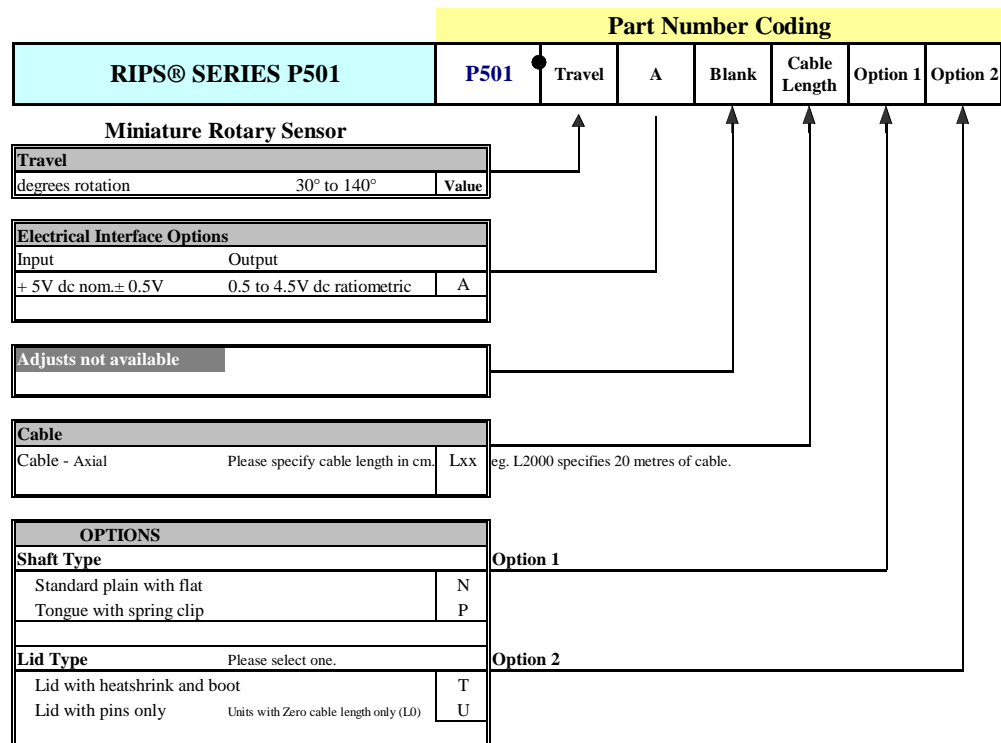 Part Number Coding
RIPS® SERIES P501 P501 Travel A Blank Cable Length Option 1 Option 2
Miniature Rotary Sensor
Travel
degrees rotation 30° to 140° Value
Electrical Interface Options
Input Output
+ 5V dc nom.± 0.5V 0.5 to 4.5V dc ratiometric A
Adjusts not available
Cable
Cable - Axial Please specify cable length in cm. Lxx eg. L2000 specifies 20 metres of cable.
OPTIONS
Shaft Type Option 1
Standard plain with flat N
Tongue with spring clip P
Lid Type Please select one. Option 2
Lid with heatshrink and boot T
Lid with pins only Units with Zero cable length only (L0) U